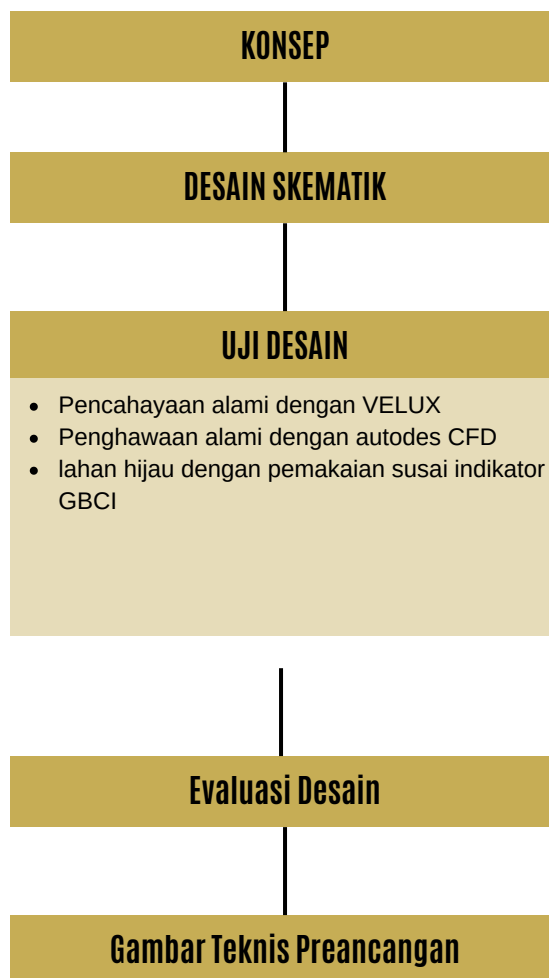 KONSEP
DESAIN SKEMATIK
UJI DESAIN
• Pencahayaan alami dengan VELUX
• Penghawaan alami dengan autodes CFD
• lahan hijau dengan pemakaian susai indikator
GBCI
Evaluasi Desain
Gambar Teknis Preancangan